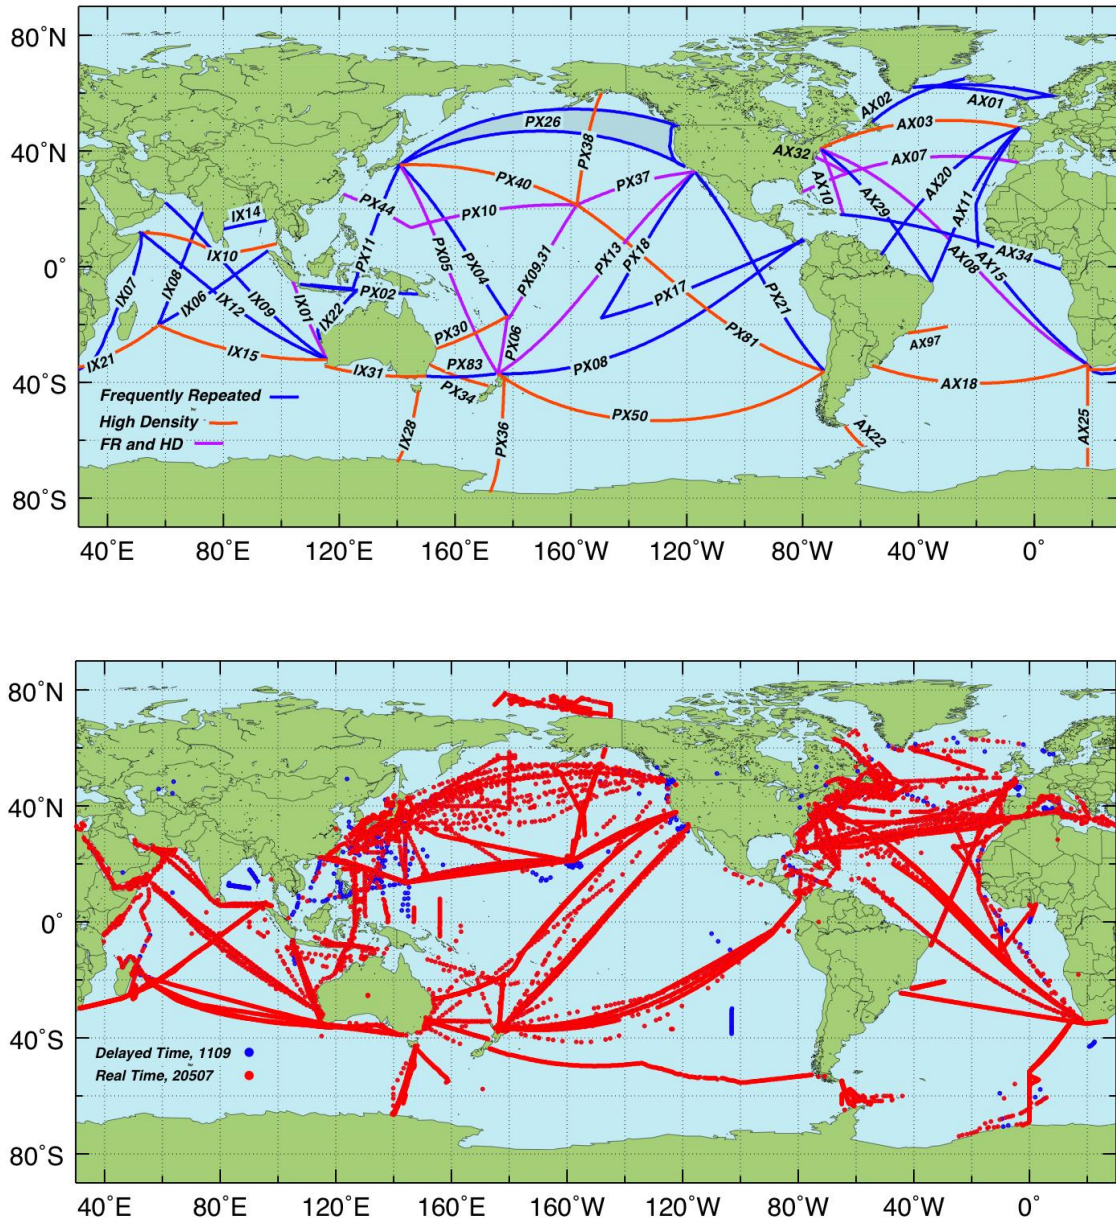 80˚N
40˚N
0˚
40˚S
80˚S
AX02
AX01
PX26
PX38
AX03
AX32
AX07
PX40
PX37
AX20
PX44
PX10
AX10
AX29
AX11
IX14
IX10
PX11
PX05
PX04
PX09,31
PX13
PX18
AX08
AX15
AX34
IX07
IX08
IX06
IX12
IX09
IX01
IX22
PX02
PX17
PX21
IX21
IX15
PX30
PX06
PX81
AX97
IX31
PX83
PX08
PX34
AX18
Frequently Repeated
High Density
FR and HD
IX28
PX36
PX50
AX22
AX25
40˚E 80˚E 120˚E 160˚E 160˚W 120˚W 80˚W 40˚W 0˚
80˚N
40˚N
0˚
40˚S
80˚S
Delayed Time, 1109
Real Time, 20507
40˚E 80˚E 120˚E 160˚E 160˚W 120˚W 80˚W 40˚W 0˚